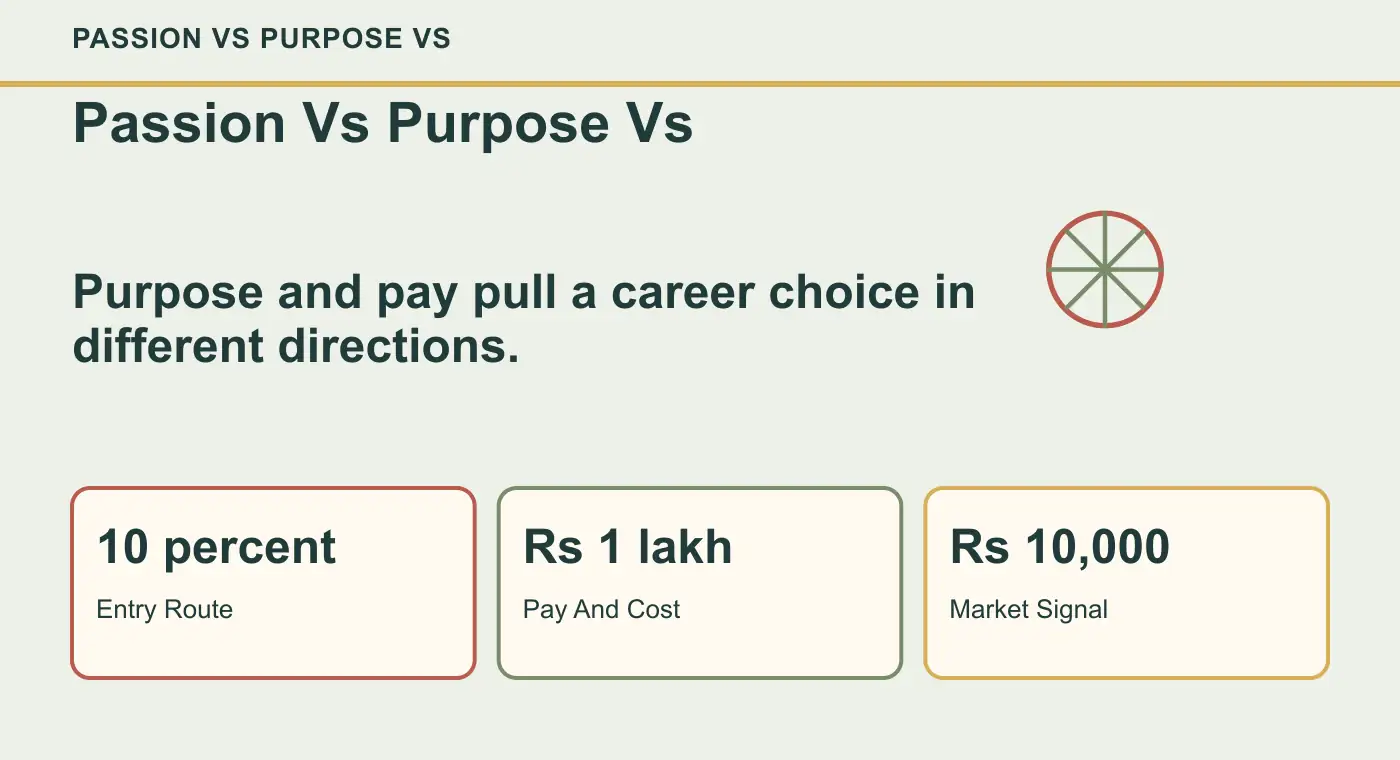 PASSION VS PURPOSE VS
Passion Vs Purpose Vs
Purpose and pay pull a career choice in
different directions.
10 percent
Entry Route
Rs 1 lakh
Pay And Cost
Rs 10,000
Market Signal